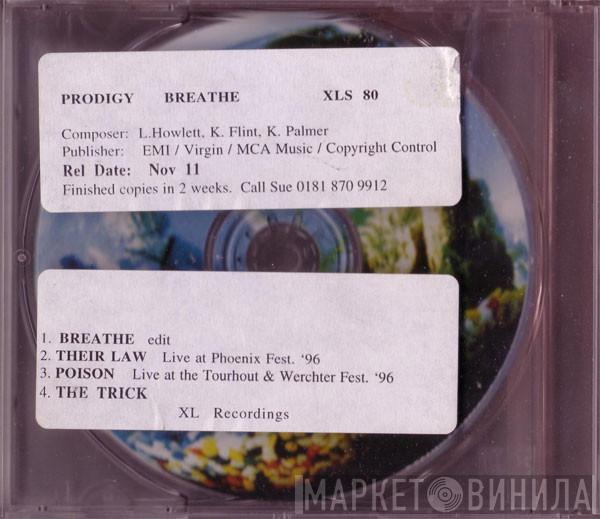 PRODIGY BREATHE XLS 80
Composer: L.Howlett, K. Flint, K. Palmer
Publisher: EMI / Virgin / MCA Music / Copyright Control
Rel Date: Nov 11
Finished copies in 2 weeks. Call Sue 0181 870 9912
1. BREATHE edit
2. THEIR LAW Live at Phoenix Fest. ‘96
3. POISON Live at the Tourhout & Werchter Fest. ‘96
4. THE TRICK
XL Recordings
МАРКЕТ ВИНИЛА